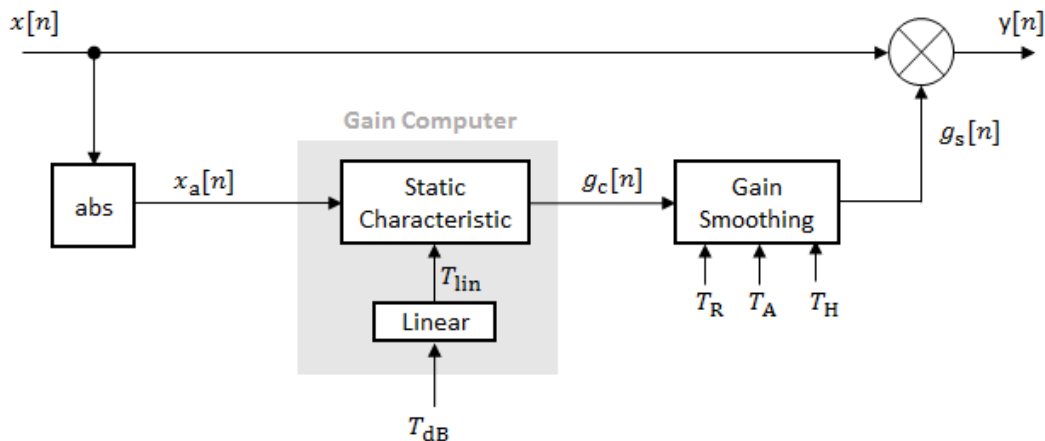 x[n]
y[n]
Gain Computer
g_s[n]
abs
x_a[n]
Static
Characteristic
g_c[n]
Gain
Smoothing
T_lin
Linear
T_R
T_A
T_H
T_dB